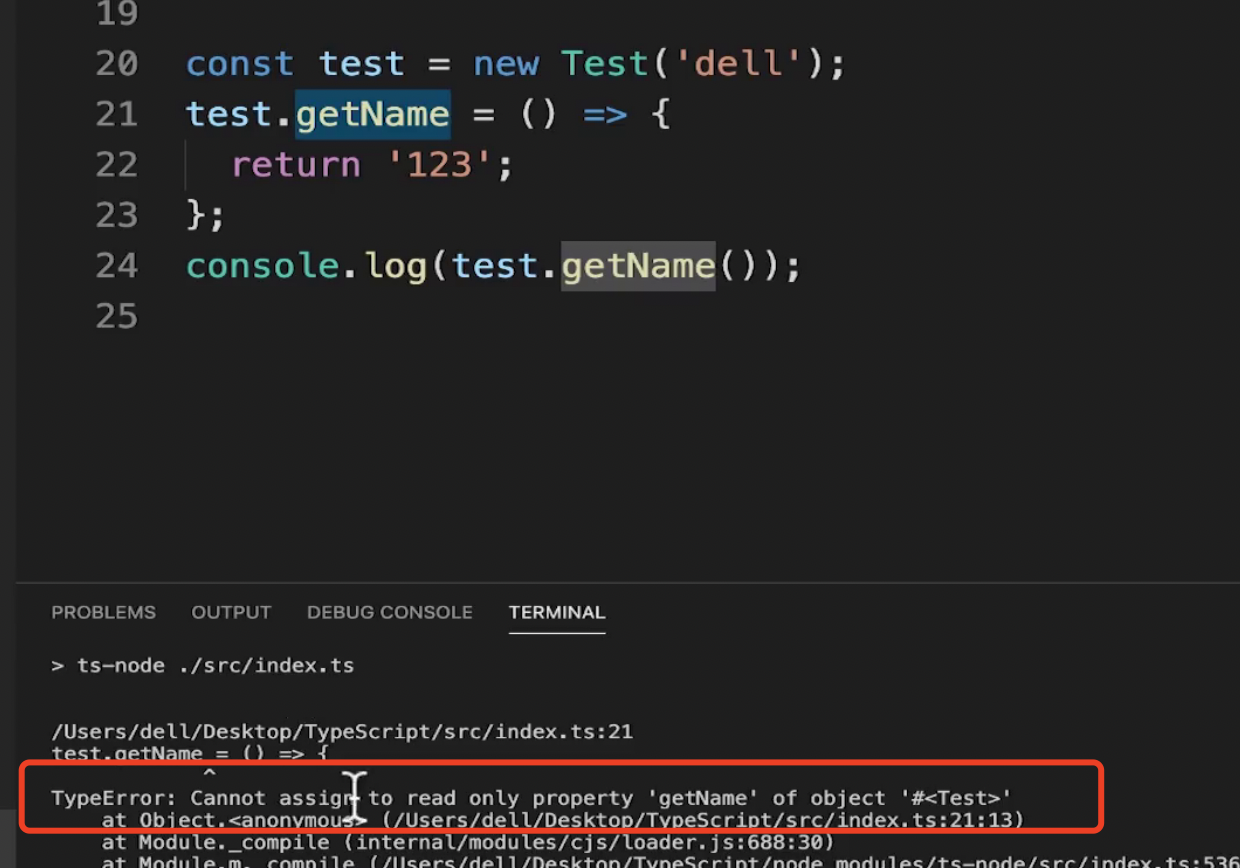 19
20 const test = new Test('dell');
21 test.getName = () => {
22 return '123';
23 };
24 console.log(test.getName());
25
PROBLEMS OUTPUT DEBUG CONSOLE TERMINAL
> ts-node ./src/index.ts
/Users/dell/Desktop/TypeScript/src/index.ts:21
test.getName = () => {
^
TypeError: Cannot assign to read only property 'getName' of object '#<Test>'
at Object.<anonymous> (/Users/dell/Desktop/TypeScript/src/index.ts:21:13)
at Module._compile (internal/modules/cjs/loader.js:688:30)
at Module.m._compile (/Users/dell/Desktop/TypeScript/node_modules/ts-node/src/index.ts:536